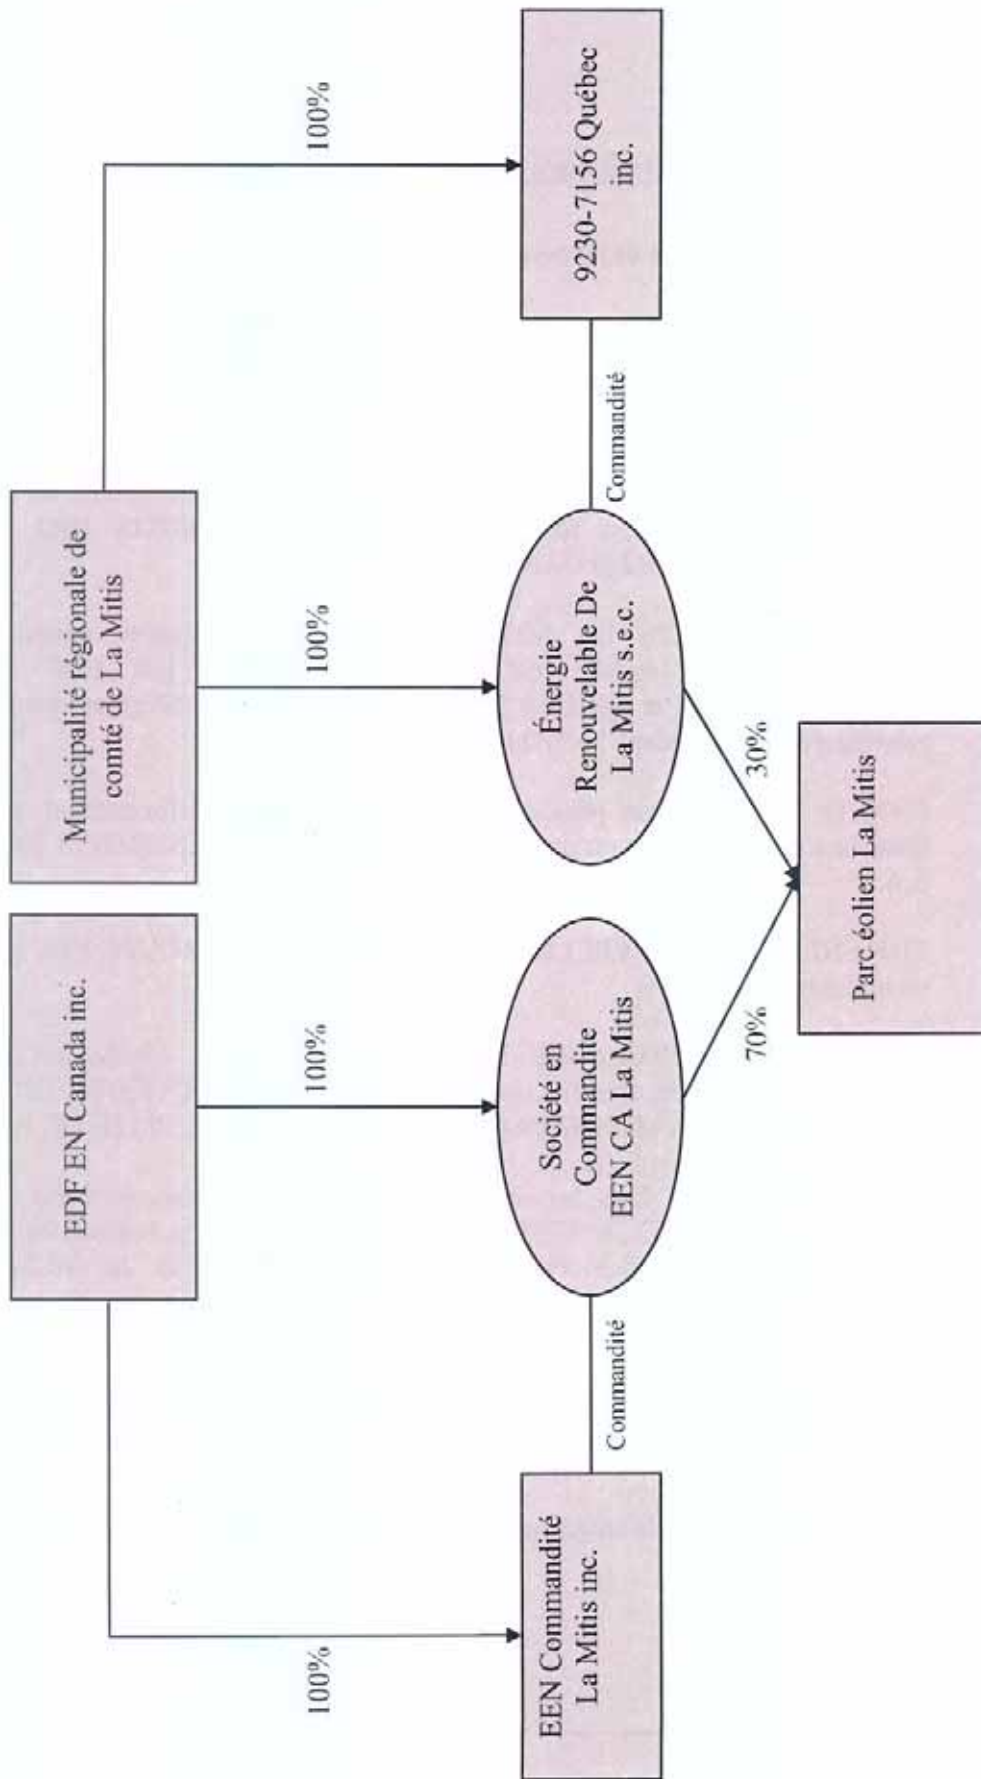 EDF EN Canada inc.
Municipalité régionale de
comté de La Mitis
100%
100%
100%
100%
EEN Commandité
La Mitis inc.
Commandité
Société en
Commandite
EEN CA La Mitis
Énergie
Renouvelable De
La Mitis s.e.c.
Commandité
9230-7156 Québec
inc.
70%
30%
Parc éolien La Mitis